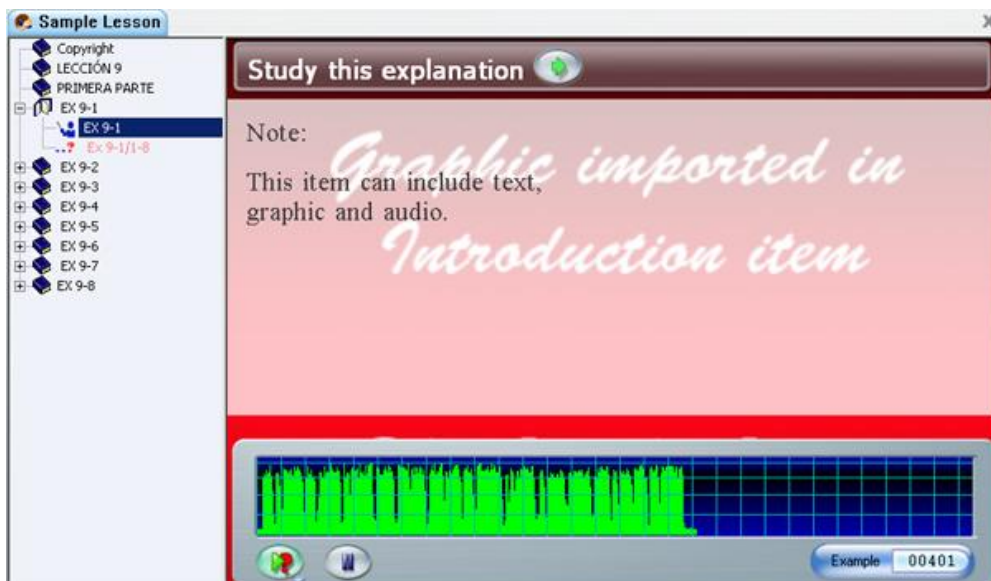 Sample Lesson
Copyright
LECCIÓN 9
PRIMERA PARTE
EX 9-1
EX 9-1
Ex 9-1/1-8
EX 9-2
EX 9-3
EX 9-4
EX 9-5
EX 9-6
EX 9-7
EX 9-8
Study this explanation
Note:
This item can include text,
graphic and audio.
Graphic imported in
Introduction item
Example 00401